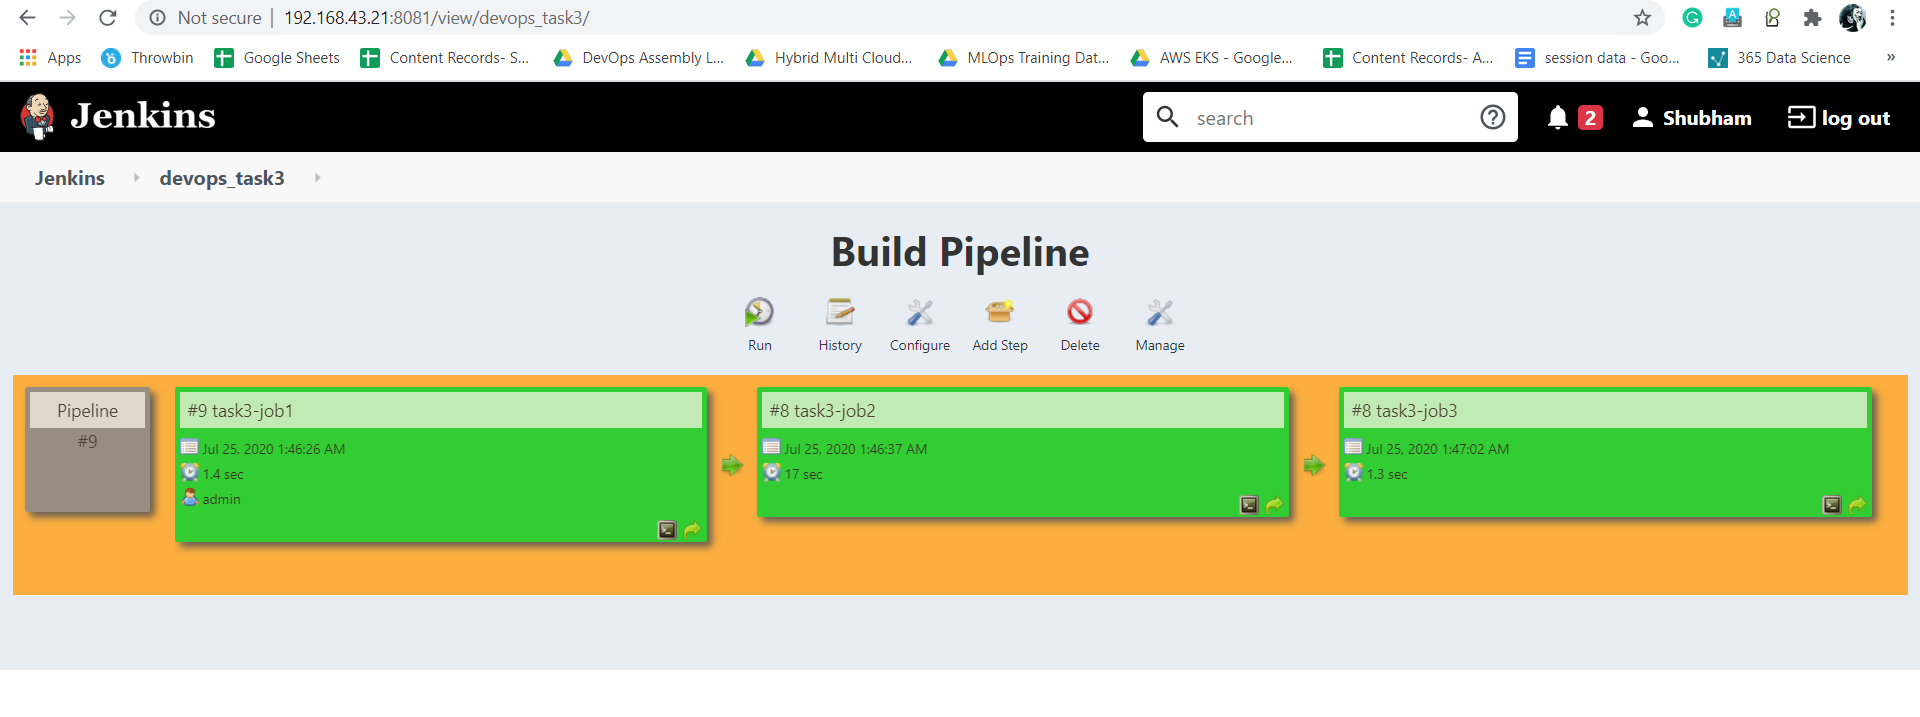 Not secure | 192.168.43.21:8081/view/devops_task3/
Apps Throwbin Google Sheets Content Records- S... DevOps Assembly L... Hybrid Multi Cloud... MLOps Training Dat... AWS EKS - Google... Content Records- A... session data - Goo... 365 Data Science »
Jenkins search 2 Shubham log out
Jenkins devops_task3
Build Pipeline
Run History Configure Add Step Delete Manage
Pipeline
#9
#9 task3-job1
Jul 25, 2020 1:46:26 AM
1.4 sec
admin
#8 task3-job2
Jul 25, 2020 1:46:37 AM
17 sec
#8 task3-job3
Jul 25, 2020 1:47:02 AM
1.3 sec